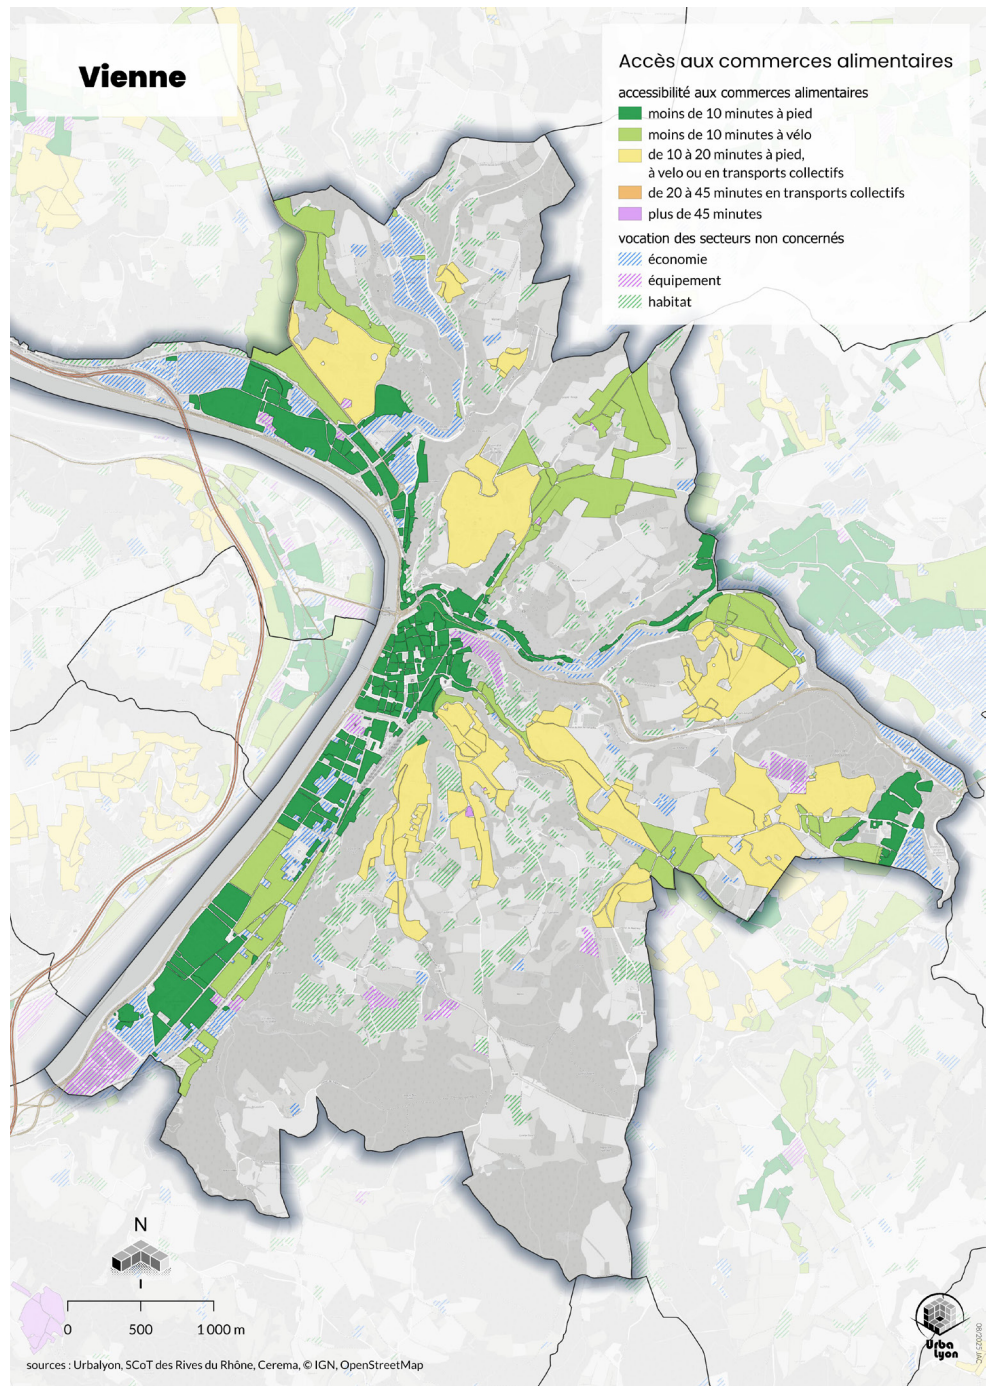 Vienne
Accès aux commerces alimentaires
accessibilité aux commerces alimentaires
moins de 10 minutes à pied
moins de 10 minutes à vélo
de 10 à 20 minutes à pied,
à velo ou en transports collectifs
de 20 à 45 minutes en transports collectifs
plus de 45 minutes
vocation des secteurs non concernés
économie
équipement
habitat
N
0 500 1 000 m
sources : Urbalyon, SCoT des Rives du Rhône, Cerema, © IGN, OpenStreetMap
Urba
Lyon
08/2025 JAC